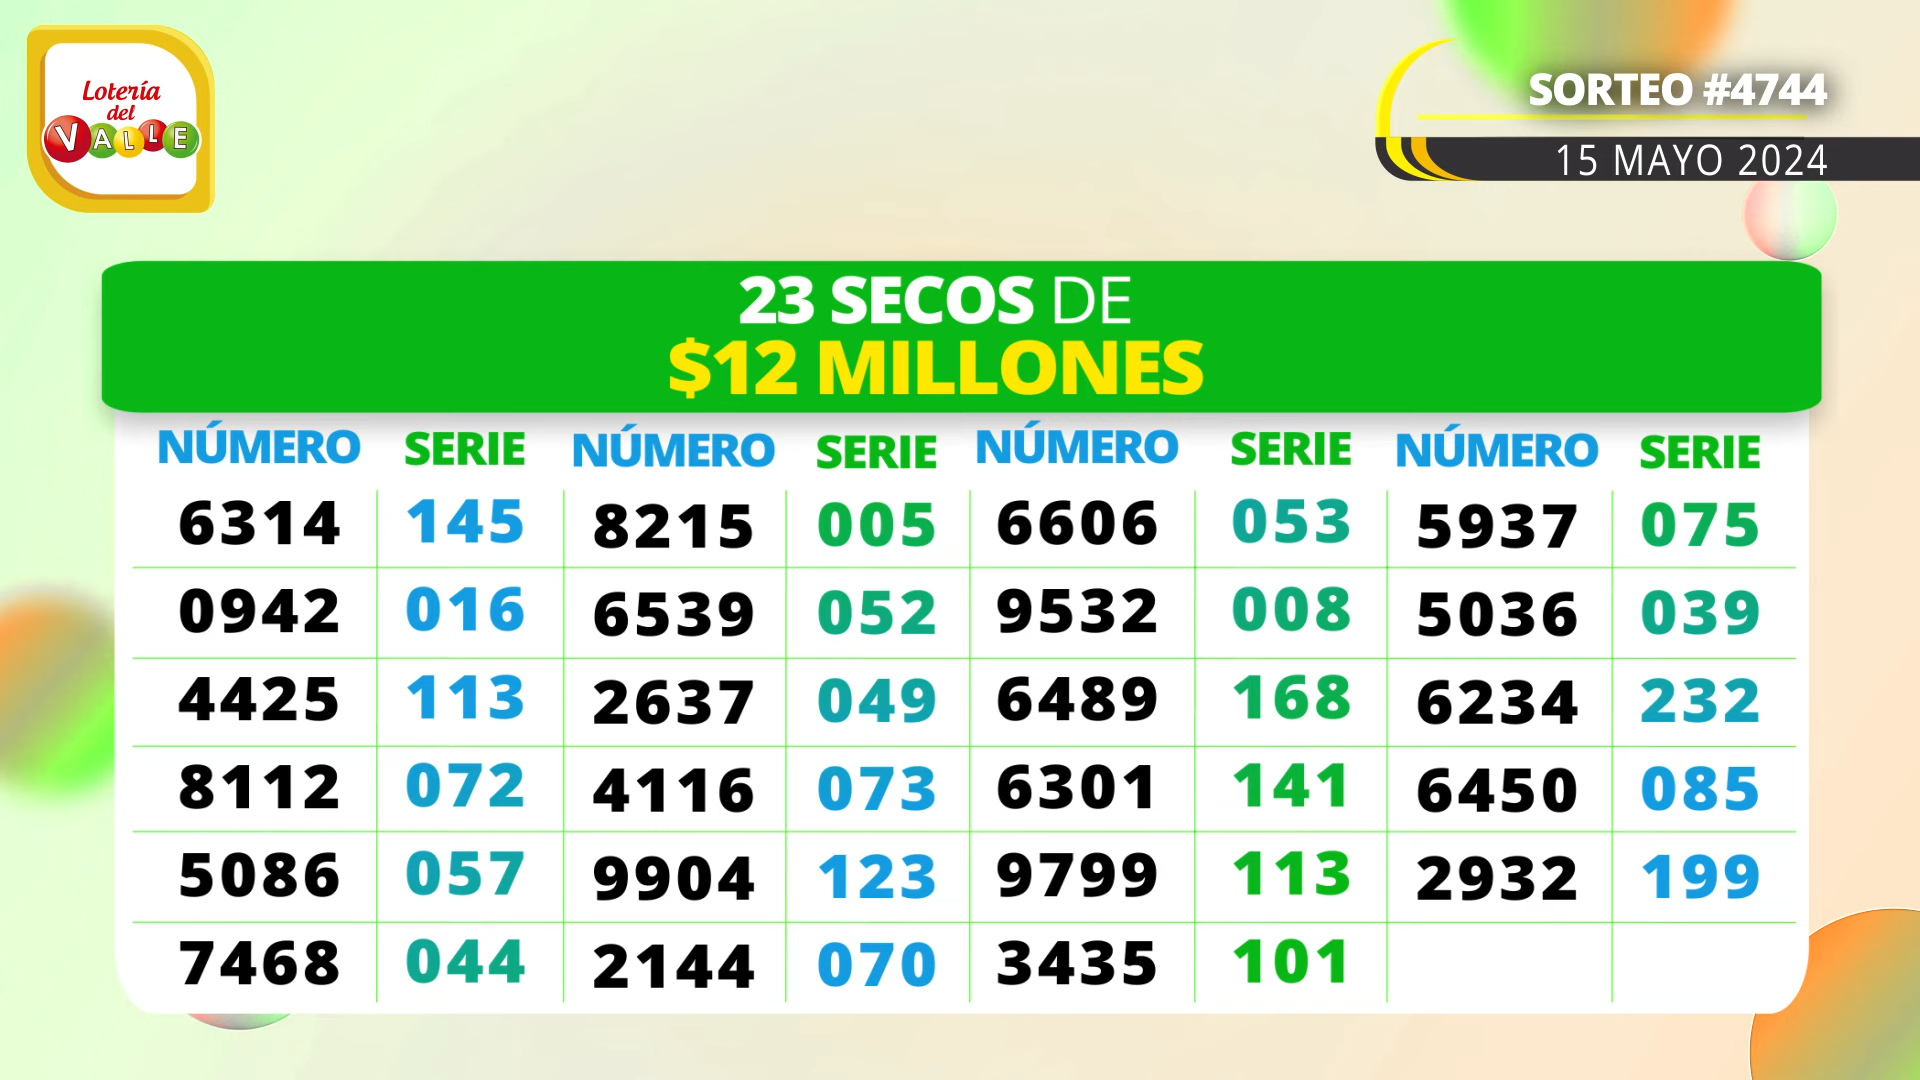 Lotería
del
VALLE
SORTEO #4744
15 MAYO 2024
23 SECOS DE
$12 MILLONES
NÚMERO SERIE NÚMERO SERIE NÚMERO SERIE NÚMERO SERIE
6314 145 8215 005 6606 053 5937 075
0942 016 6539 052 9532 008 5036 039
4425 113 2637 049 6489 168 6234 232
8112 072 4116 073 6301 141 6450 085
5086 057 9904 123 9799 113 2932 199
7468 044 2144 070 3435 101